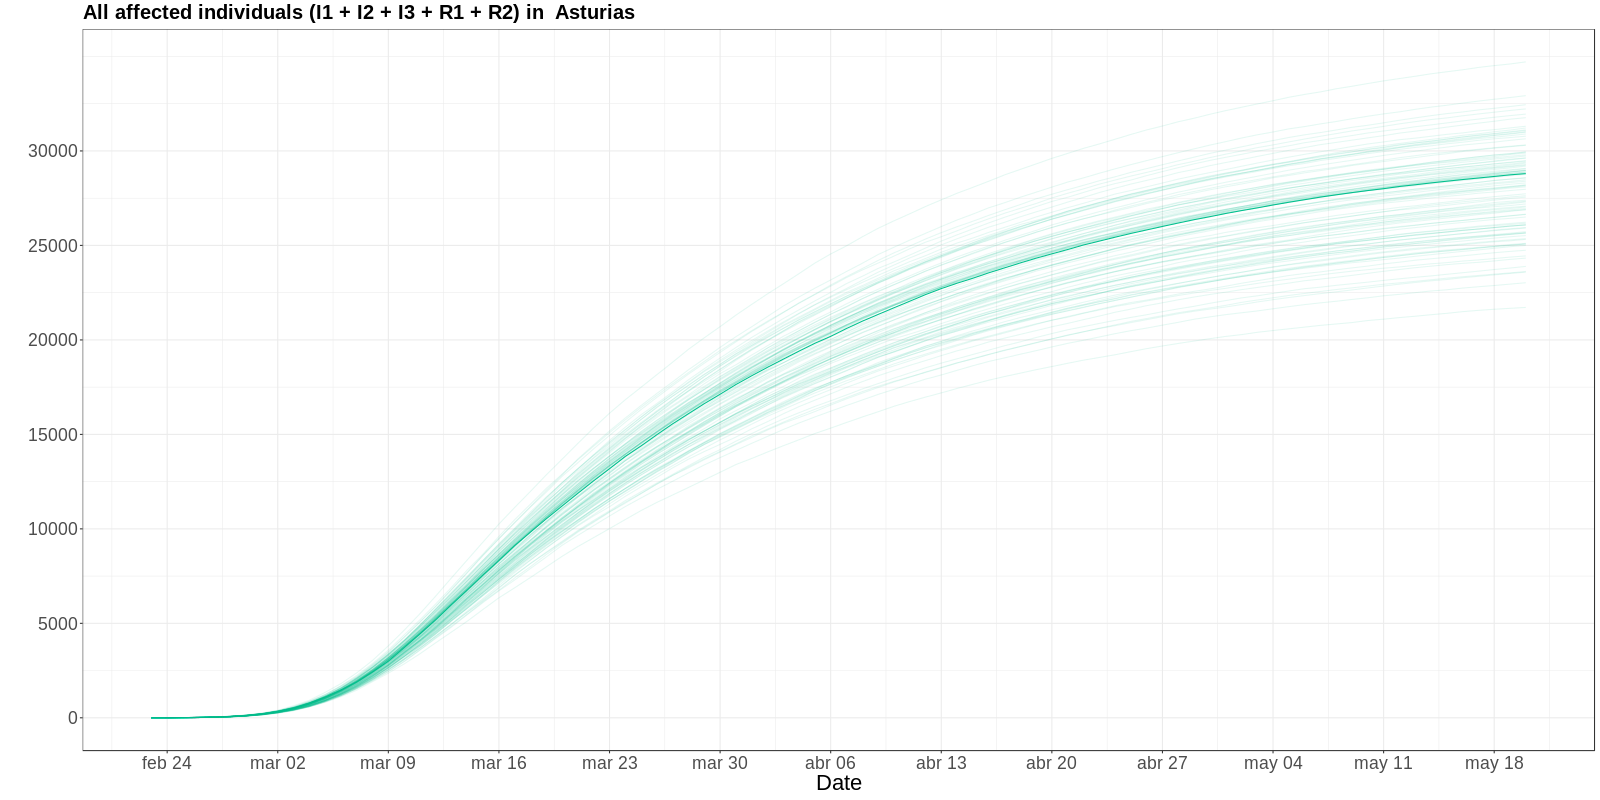 All affected individuals (I1 + I2 + I3 + R1 + R2) in  Asturias
30000
25000
20000
15000
10000
5000
0
feb 24 mar 02 mar 09 mar 16 mar 23 mar 30 abr 06 abr 13 abr 20 abr 27 may 04 may 11 may 18
Date